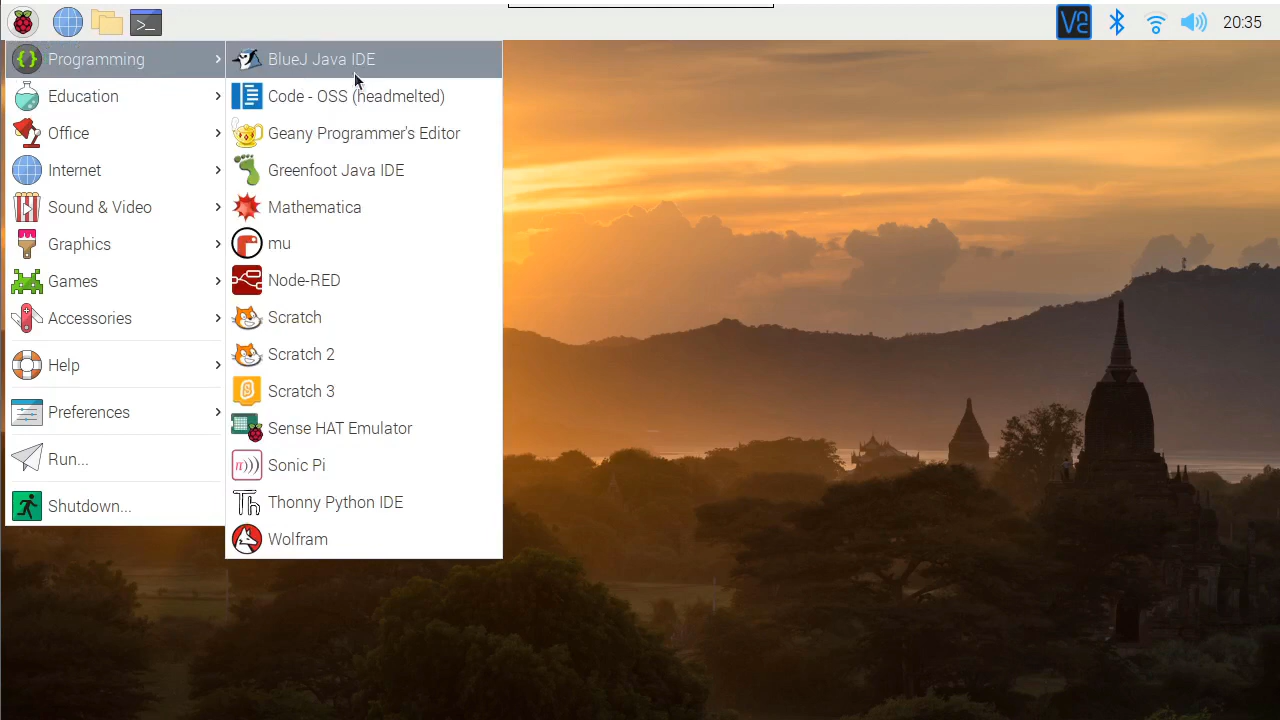 20:35
Programming
Education
Office
Internet
Sound & Video
Graphics
Games
Accessories
Help
Preferences
Run...
Shutdown...
BlueJ Java IDE
Code - OSS (headmelted)
Geany Programmer's Editor
Greenfoot Java IDE
Mathematica
mu
Node-RED
Scratch
Scratch 2
Scratch 3
Sense HAT Emulator
Sonic Pi
Thonny Python IDE
Wolfram